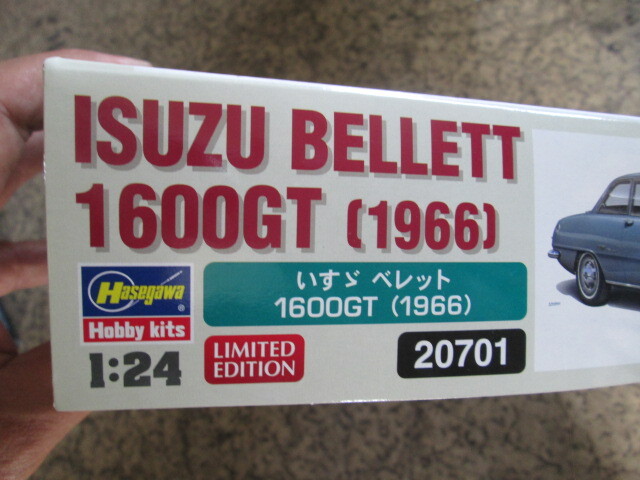 ISUZU BELLETT
1600GT (1966)
Hasegawa
Hobby kits
いすゞ ベレット
1600GT (1966)
1:24
LIMITED
EDITION
20701